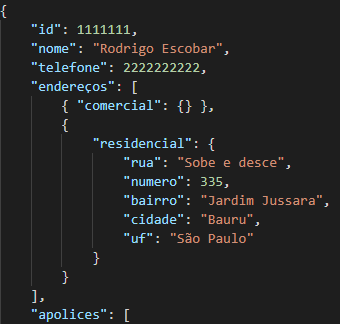 {
"id": 1111111,
"nome": "Rodrigo Escobar",
"telefone": 2222222222,
"endereços": [
{ "comercial": {} },
{
"residencial": {
"rua": "Sobe e desce",
"numero": 335,
"bairro": "Jardim Jussara",
"cidade": "Bauru",
"uf": "São Paulo"
}
}
],
"apolices": [